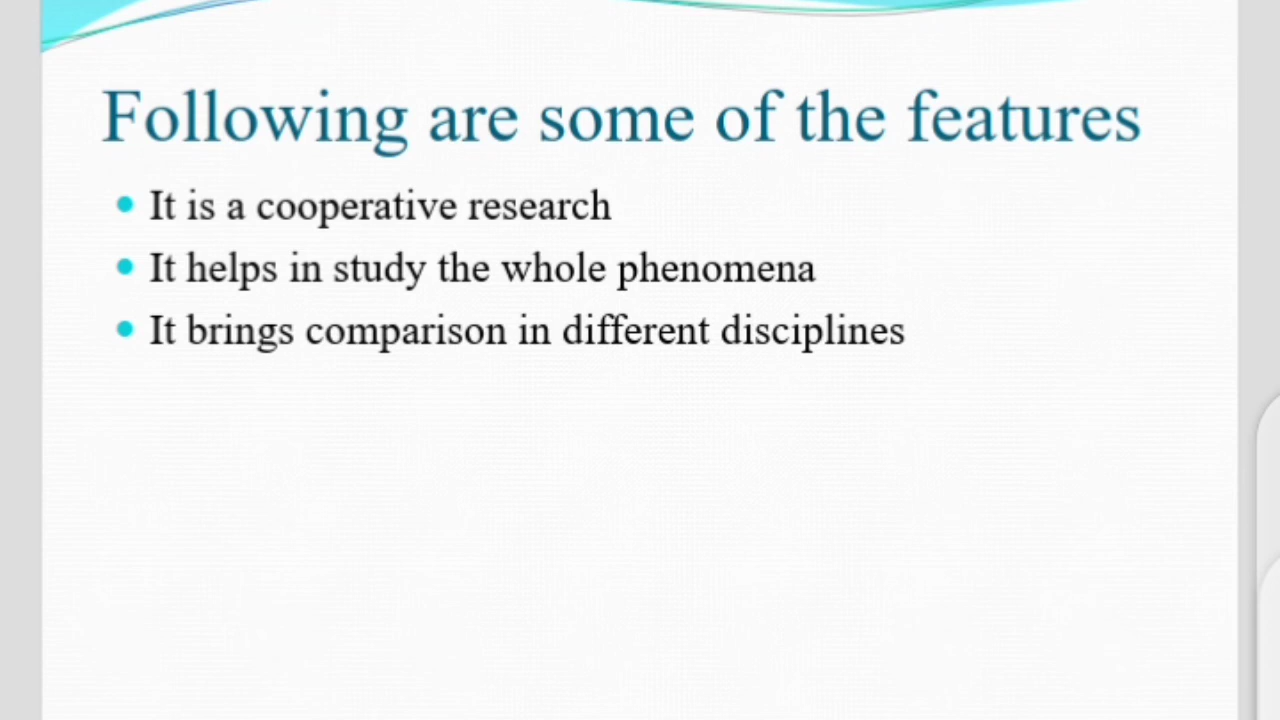 Following are some of the features
It is a cooperative research
It helps in study the whole phenomena
It brings comparison in different disciplines